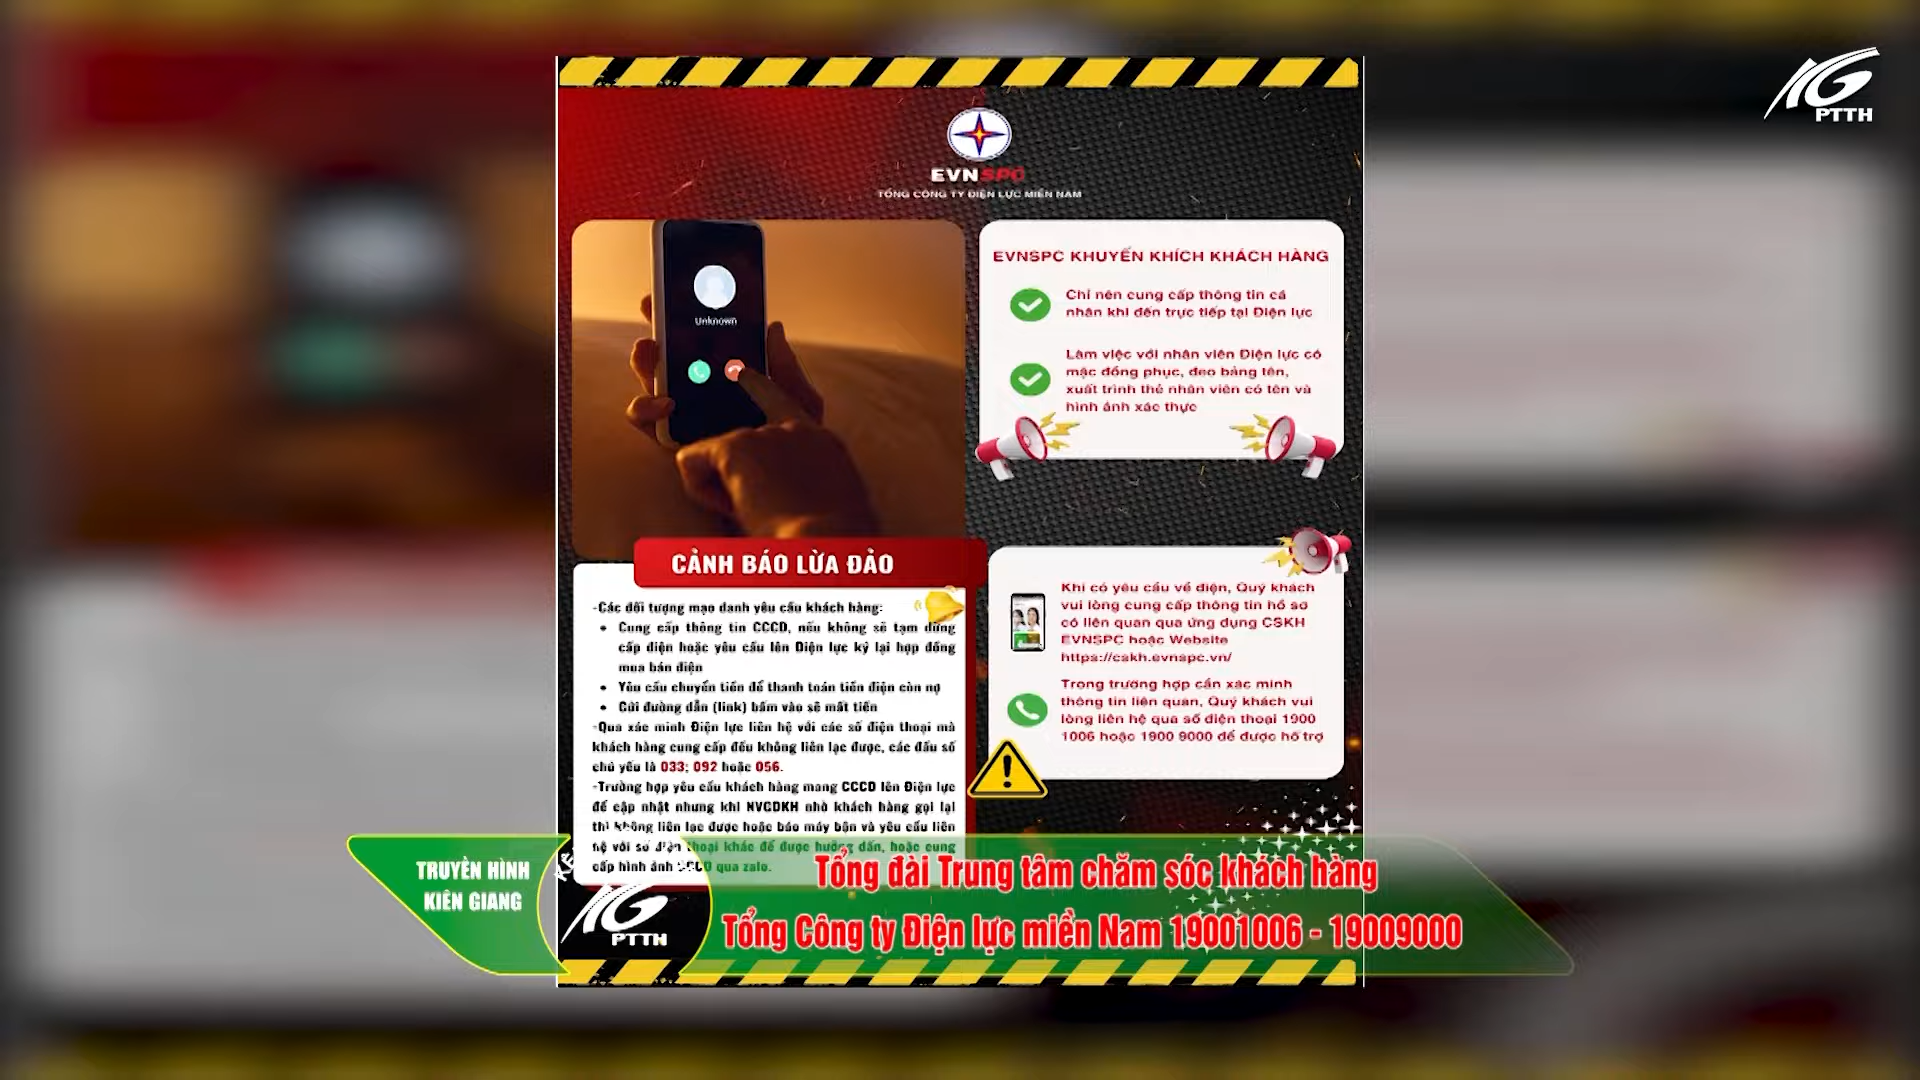 PTTH
EVNSPC
TỔNG CÔNG TY ĐIỆN LỰC MIỀN NAM
Unknown
EVNSPC KHUYẾN KHÍCH KHÁCH HÀNG
Chỉ nên cung cấp thông tin cá
nhân khi đến trực tiếp tại Điện lực
Làm việc với nhân viên Điện lực có
mặc đồng phục, đeo bảng tên,
xuất trình thẻ nhân viên có tên và
hình ảnh xác thực
CẢNH BÁO LỪA ĐẢO
-Các đối tượng mạo danh yêu cầu khách hàng:
• Cung cấp thông tin CCCD, nếu không sẽ tạm dừng
cấp điện hoặc yêu cầu lên Điện lực ký lại hợp đồng
mua bán điện
• Yêu cầu chuyển tiền để thanh toán tiền điện còn nợ
• Gửi đường dẫn (link) bấm vào sẽ mất tiền
-Qua xác minh Điện lực liên hệ với các số điện thoại mà
khách hàng cung cấp đều không liên lạc được, các đầu số
chủ yếu là 033; 092 hoặc 056.
-Trường hợp yêu cầu khách hàng mang CCCD lên Điện lực
để cập nhật nhưng khi NVGDKH nhờ khách hàng gọi lại
thì không liên lạc được hoặc báo máy bận và yêu cầu liên
hệ với số điện thoại khác để được hướng dẫn, hoặc cung
cấp hình ảnh CCCD qua zalo.
Khi có yêu cầu về điện, Quý khách
vui lòng cung cấp thông tin hồ sơ
có liên quan qua ứng dụng CSKH
EVNSPC hoặc Website
https://cskh.evnspc.vn/
Trong trường hợp cần xác minh
thông tin liên quan, Quý khách vui
lòng liên hệ qua số điện thoại 1900
1006 hoặc 1900 9000 để được hỗ trợ
TRUYỀN HÌNH
KIÊN GIANG
PTTH
Tổng đài Trung tâm chăm sóc khách hàng
Tổng Công ty Điện lực miền Nam 19001006 - 19009000